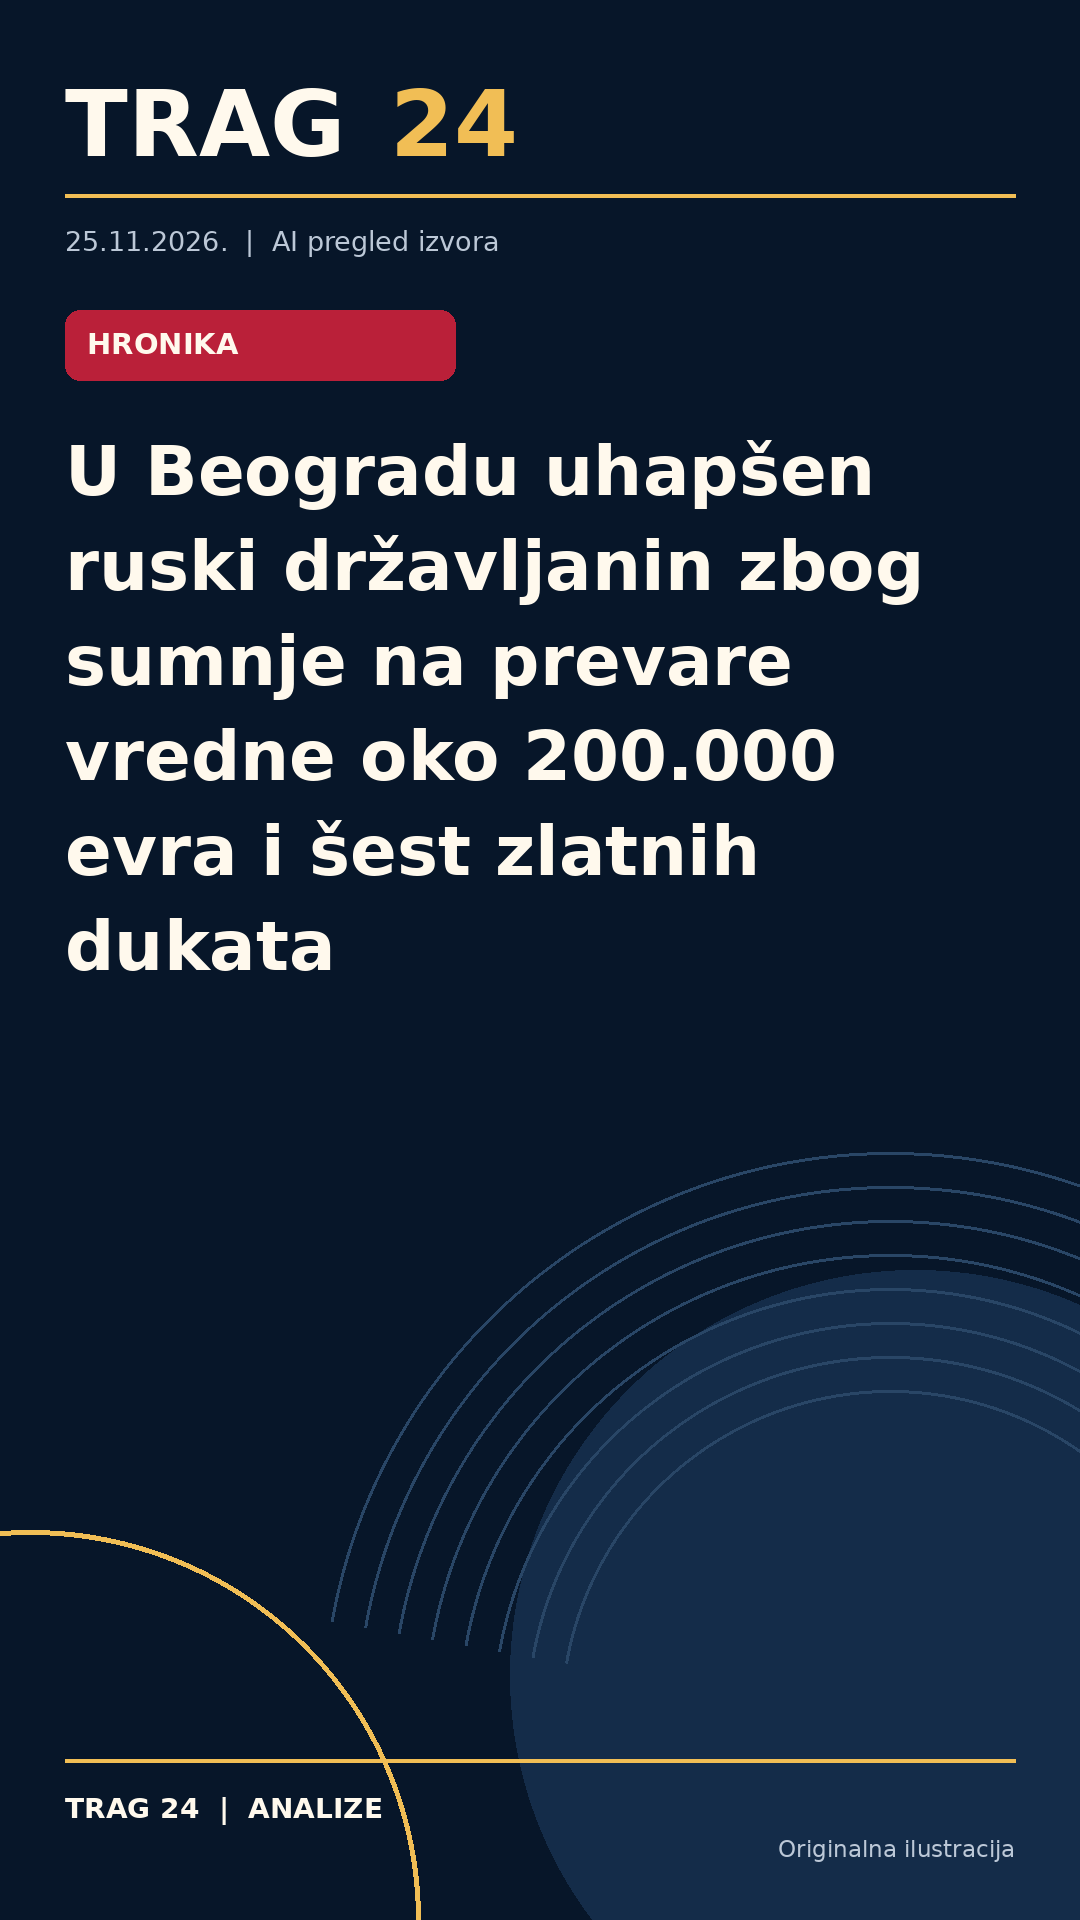 TRAG 24
25.11.2026. | AI pregled izvora
HRONIKA
U Beogradu uhapšen
ruski državljanin zbog
sumnje na prevare
vredne oko 200.000
evra i šest zlatnih
dukata
TRAG 24 | ANALIZE
Originalna ilustracija